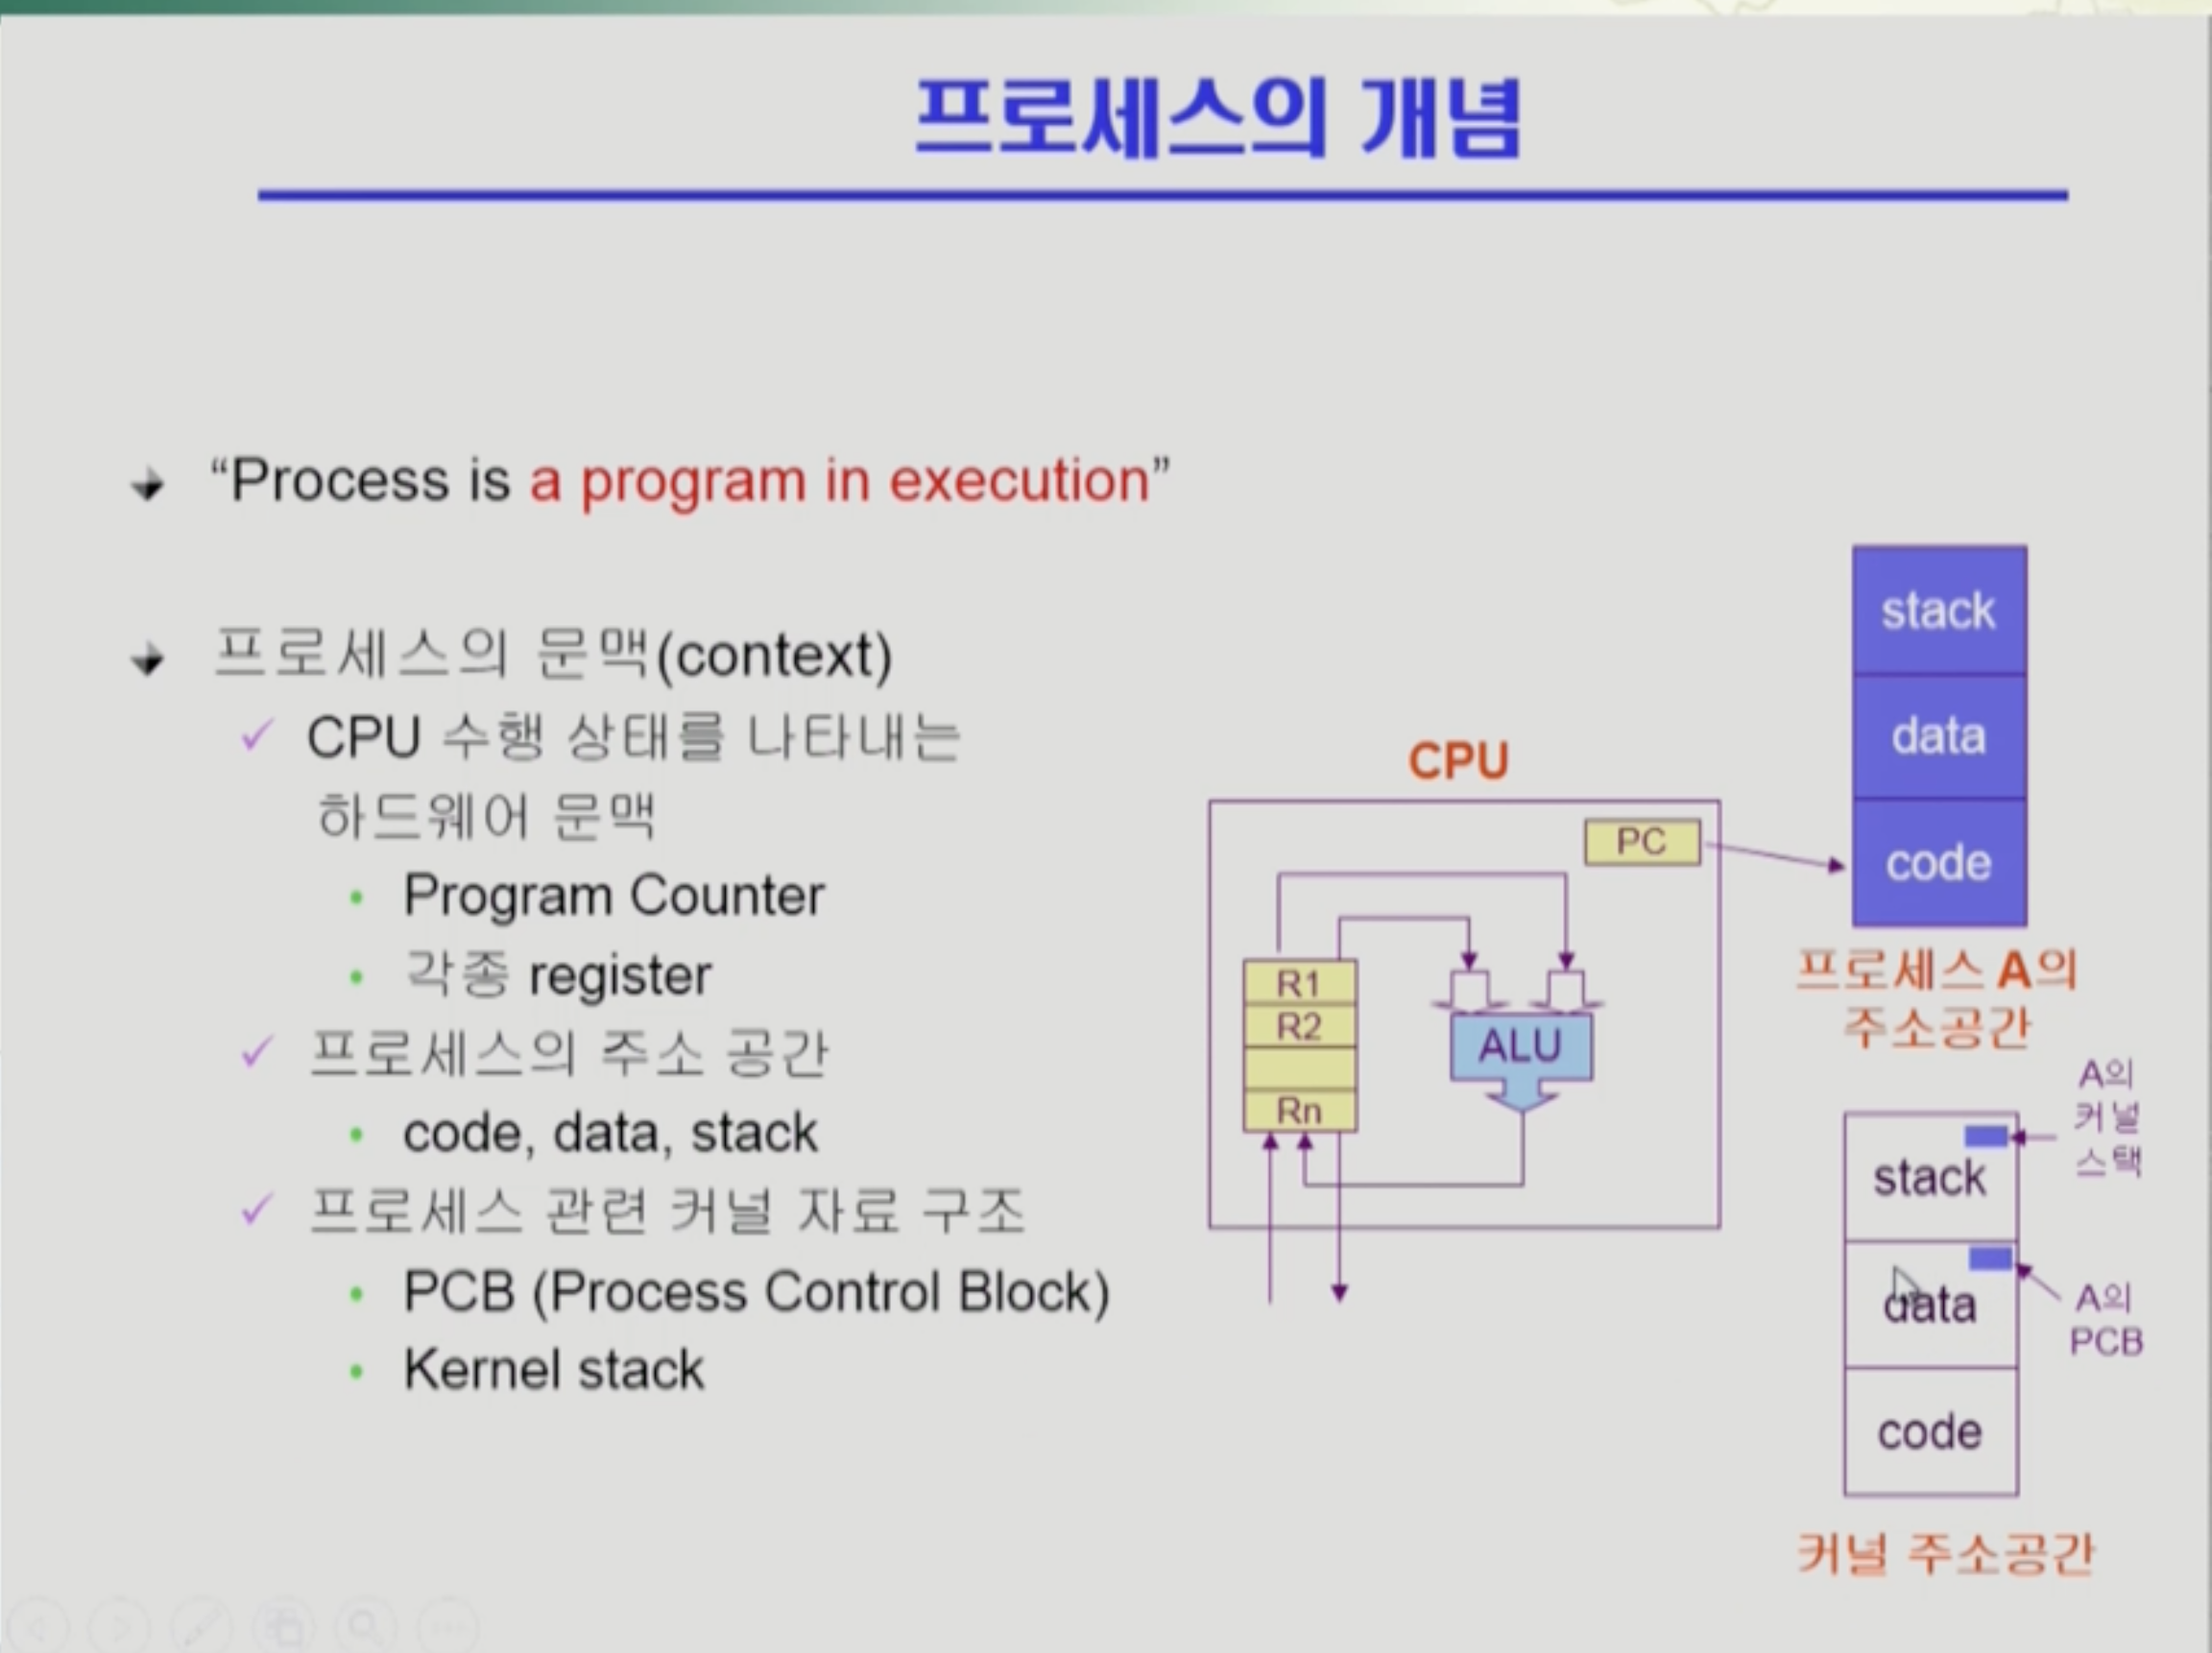 프로세스의 개념
“Process is a program in execution”
프로세스의 문맥(context)
CPU 수행 상태를 나타내는
하드웨어 문맥
Program Counter
각종 register
프로세스의 주소 공간
code, data, stack
프로세스 관련 커널 자료 구조
PCB (Process Control Block)
Kernel stack
CPU
PC
R1
R2
Rn
ALU
stack
data
code
프로세스 A의
주소공간
A의
커널
스택
stack
data
A의
PCB
code
커널 주소공간